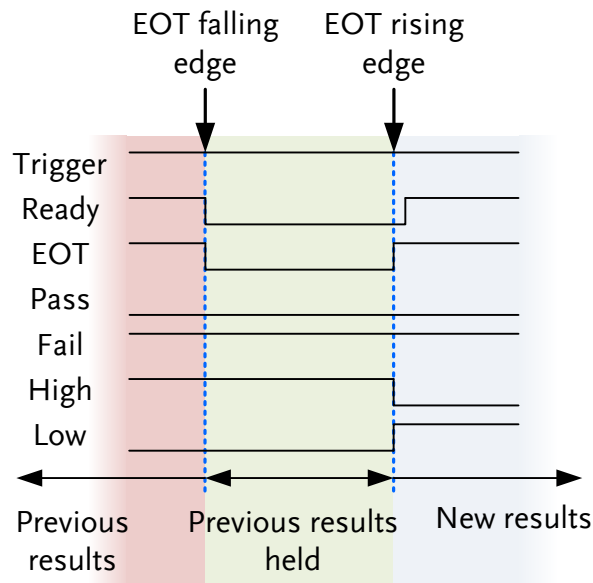 EOT falling
edge
EOT rising
edge
Trigger
Ready
EOT
Pass
Fail
High
Low
Previous
results
Previous results
held
New results